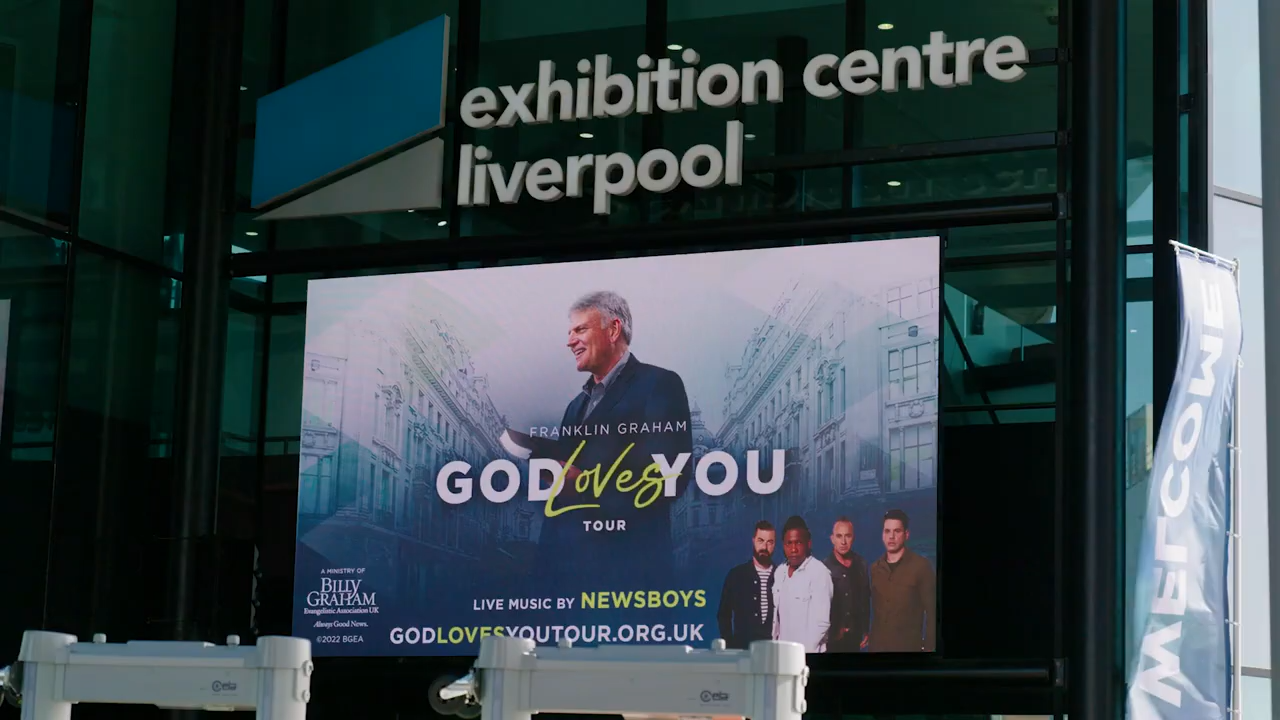 exhibition centre
liverpool
FRANKLIN GRAHAM
GOD Loves YOU
TOUR
A MINISTRY OF
BILLY
GRAHAM
Evangelistic Association UK
Always Good News.
©2022 BGEA
LIVE MUSIC BY NEWSBOYS
GODLOVESYOUTOUR.ORG.UK
WELCOME